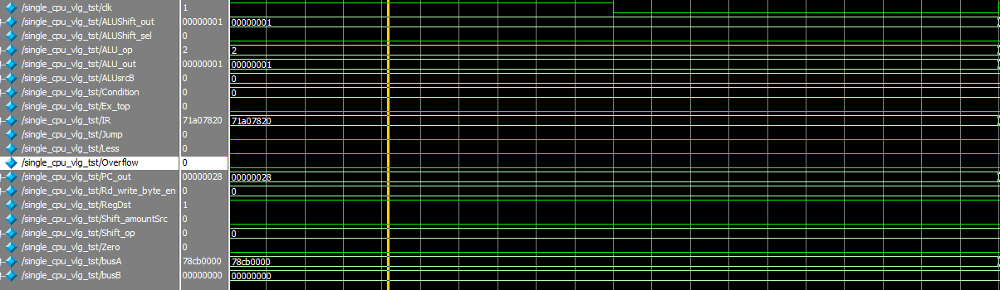 /single_cpu_vlg_tst/clk 1
/single_cpu_vlg_tst/ALUShift_out 00000001 00000001
/single_cpu_vlg_tst/ALUShift_sel 0
/single_cpu_vlg_tst/ALU_op 2 2
/single_cpu_vlg_tst/ALU_out 00000001 00000001
/single_cpu_vlg_tst/ALUsrcB 0 0
/single_cpu_vlg_tst/Condition 0 0
/single_cpu_vlg_tst/Ex_top 0
/single_cpu_vlg_tst/IR 71a07820 71a07820
/single_cpu_vlg_tst/Jump 0
/single_cpu_vlg_tst/Less 0
/single_cpu_vlg_tst/Overflow 0
/single_cpu_vlg_tst/PC_out 00000028 00000028
/single_cpu_vlg_tst/Rd_write_byte_en 0 0
/single_cpu_vlg_tst/RegDst 1
/single_cpu_vlg_tst/Shift_amountSrc 0
/single_cpu_vlg_tst/Shift_op 0 0
/single_cpu_vlg_tst/Zero 0
/single_cpu_vlg_tst/busA 78cb0000 78cb0000
/single_cpu_vlg_tst/busB 00000000 00000000